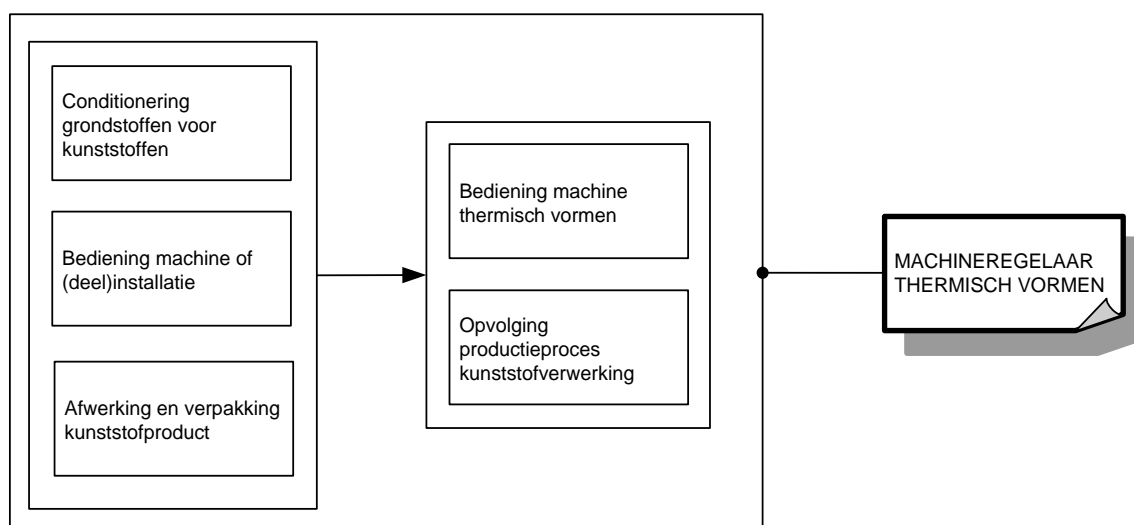 Conditionering
grondstoffen voor
kunststoffen
Bediening machine of
(deel)installatie
Afwerking en verpakking
kunstofproduct
Bediening machine
thermisch vormen
Opvolging
productieproces
kunststofverwerking
MACHINEREGELAAR
THERMISCH VORMEN